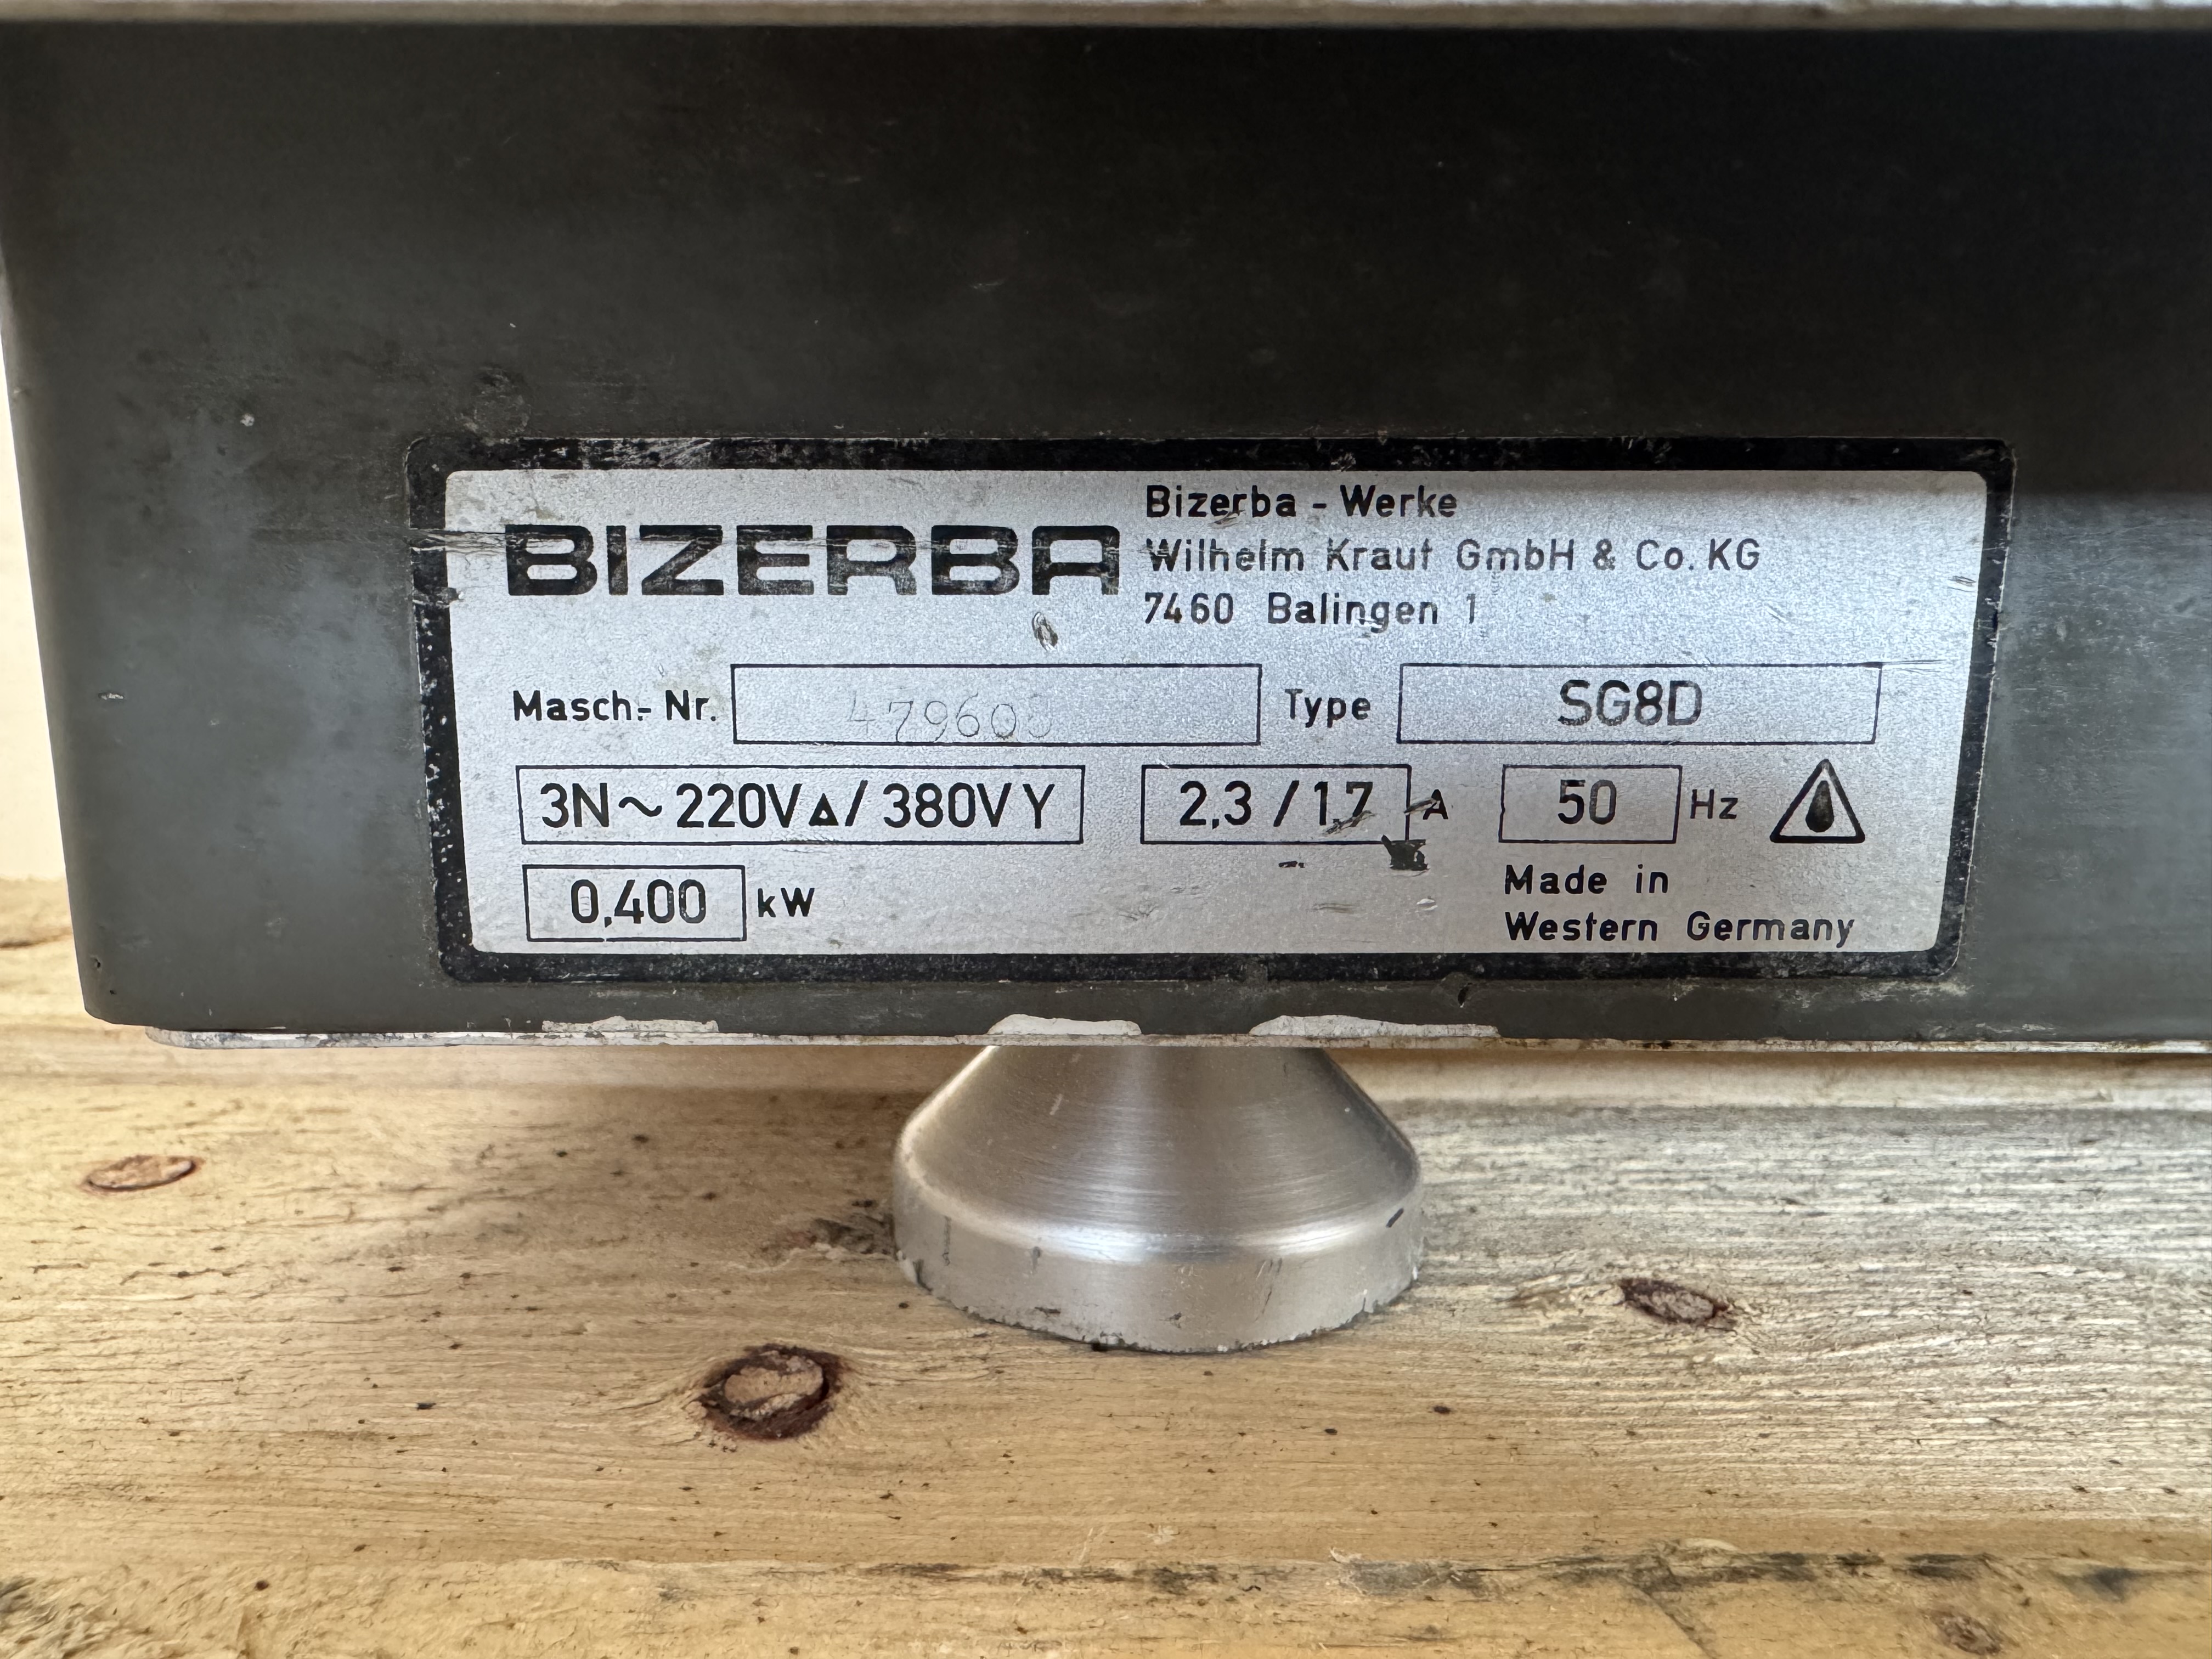 BIZERBA
Bizerba - Werke
Wilhelm Kraut GmbH & Co. KG
7460 Balingen 1
Masch.- Nr.
Type SG8D
3N~220V▲/380VY 2,3 / 1,7 A 50 Hz
0,400 kW
Made in
Western Germany